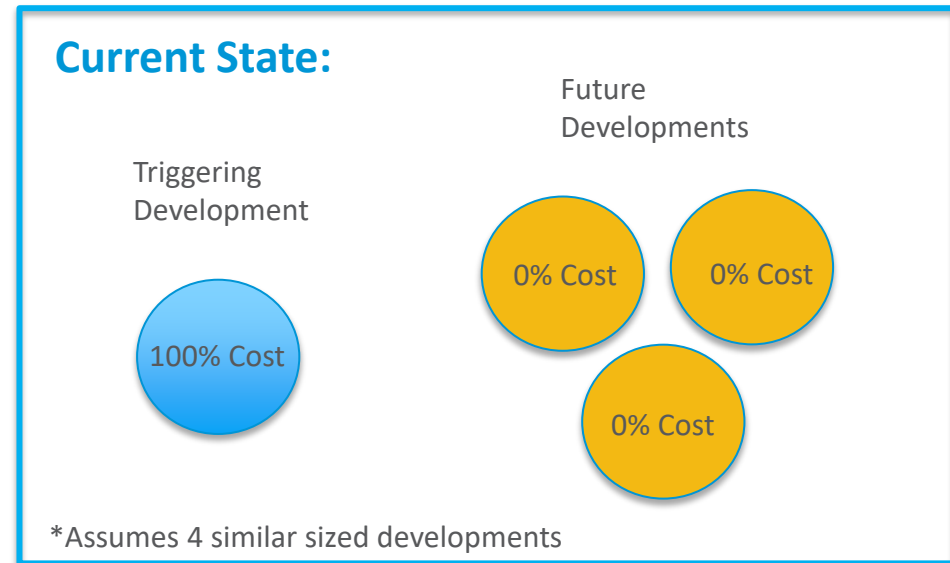 Current State:
Future
Developments
Triggering
Development
0% Cost
0% Cost
100% Cost
0% Cost
*Assumes 4 similar sized developments